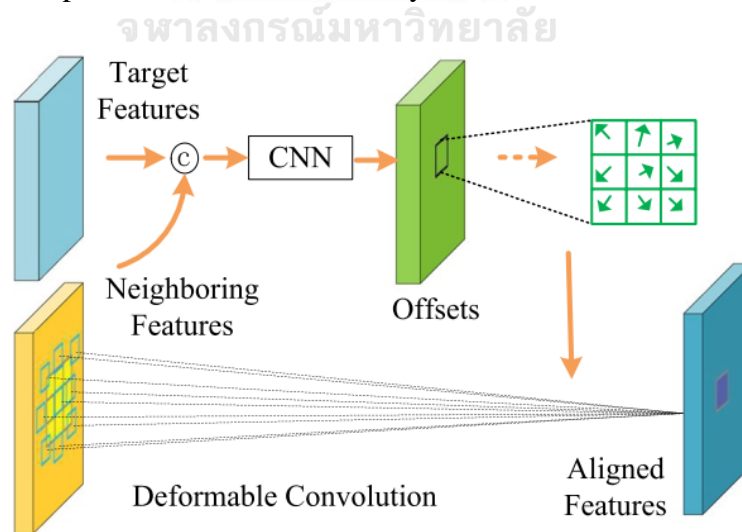 จุฬาลงกรณ์มหาวิทยาลัย
Target
Features
C
CNN
Neighboring
Features
Offsets
Aligned
Features
Deformable Convolution